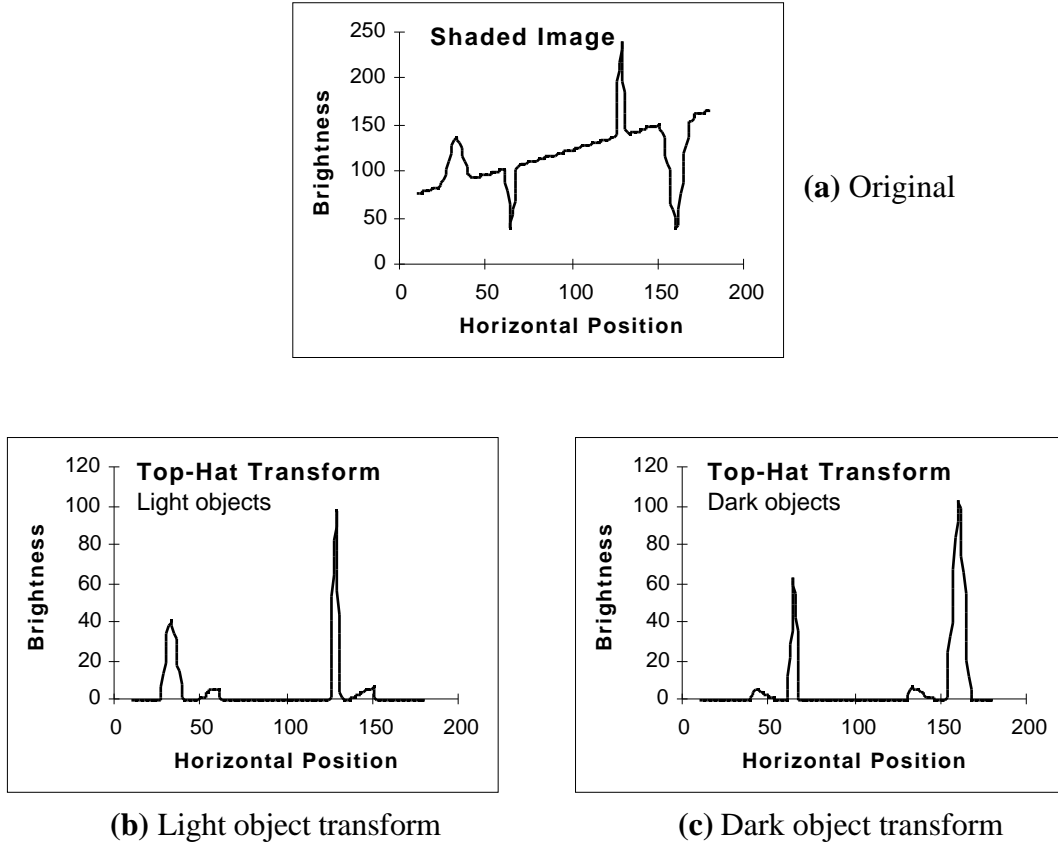 Shaded Image
250
200
150
100
50
0
Brightness
0 50 100 150 200
Horizontal Position
(a) Original
Top-Hat Transform
Light objects
120
100
80
60
40
20
0
Brightness
0 50 100 150 200
Horizontal Position
(b) Light object transform
Top-Hat Transform
Dark objects
120
100
80
60
40
20
0
Brightness
0 50 100 150 200
Horizontal Position
(c) Dark object transform